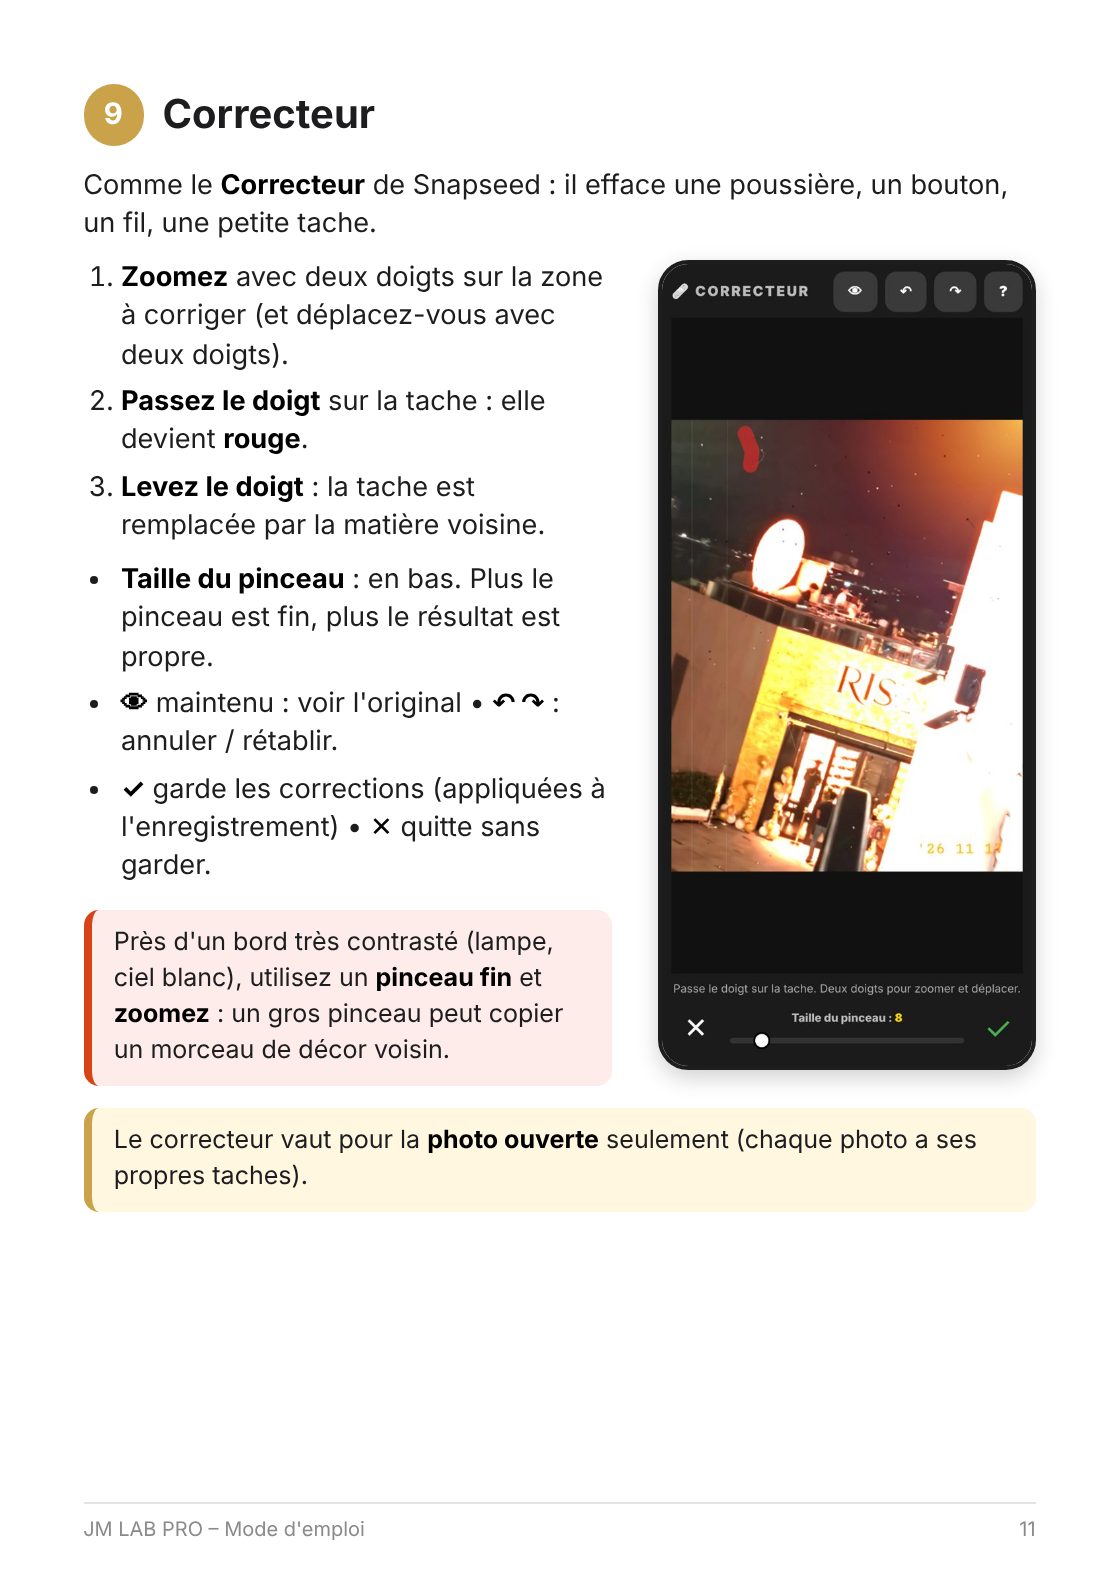 9 Correcteur
Comme le Correcteur de Snapseed : il efface une poussière, un bouton,
un fil, une petite tache.
1. Zoomez avec deux doigts sur la zone
à corriger (et déplacez-vous avec
deux doigts).
2. Passez le doigt sur la tache : elle
devient rouge.
3. Levez le doigt : la tache est
remplacée par la matière voisine.
• Taille du pinceau : en bas. Plus le
pinceau est fin, plus le résultat est
propre.
• 👁 maintenu : voir l'original • ↶ ↷ :
annuler / rétablir.
• ✓ garde les corrections (appliquées à
l'enregistrement) • ✕ quitte sans
garder.
Près d'un bord très contrasté (lampe,
ciel blanc), utilisez un pinceau fin et
zoomez : un gros pinceau peut copier
un morceau de décor voisin.
CORRECTEUR
?
RIS
'26 11 1
Passe le doigt sur la tache. Deux doigts pour zoomer et déplacer.
Taille du pinceau : 8
Le correcteur vaut pour la photo ouverte seulement (chaque photo a ses
propres taches).
JM LAB PRO – Mode d'emploi
11